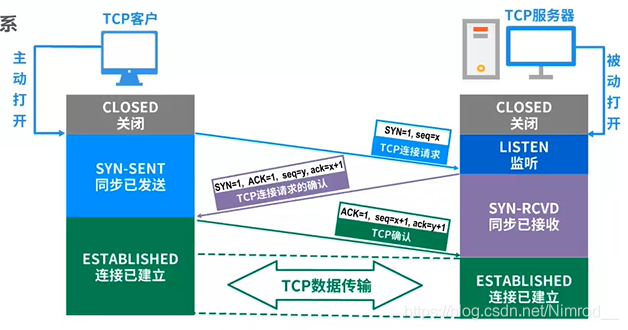 系
TCP客户
TCP服务器
主动打开
被动打开
CLOSED
关闭
CLOSED
关闭
SYN=1, seq=x
TCP连接请求
LISTEN
监听
SYN-SENT
同步已发送
SYN=1, ACK=1, seq=y, ack=x+1
TCP连接请求的确认
SYN-RCVD
同步已接收
ACK=1, seq=x+1, ack=y+1
TCP确认
ESTABLISHED
连接已建立
TCP数据传输
ESTABLISHED
连接已建立
https://blog.csdn.net/Nimrod_